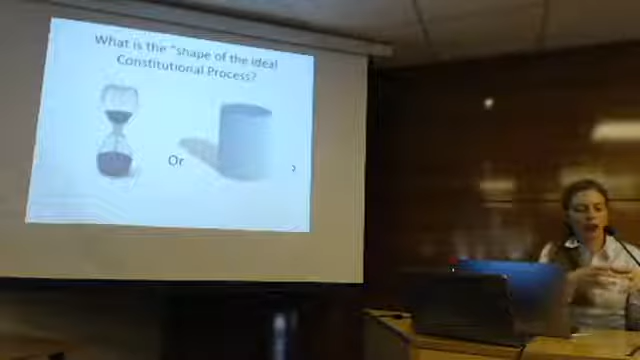 What is the "shape of the ideal
Constitutional Process?
Or
?